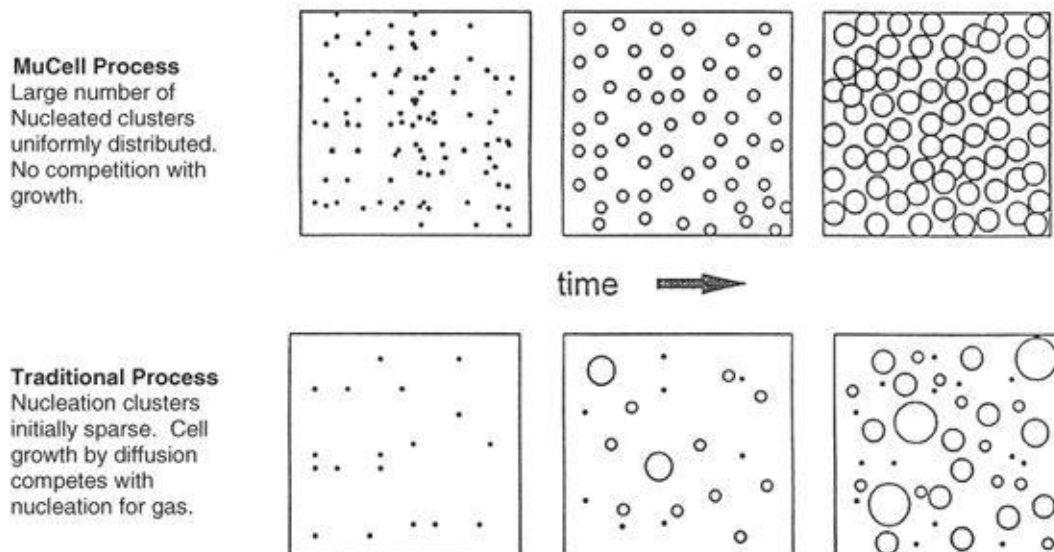 MuCell Process
Large number of
Nucleated clusters
uniformly distributed.
No competition with
growth.
time
Traditional Process
Nucleation clusters
initially sparse. Cell
growth by diffusion
competes with
nucleation for gas.